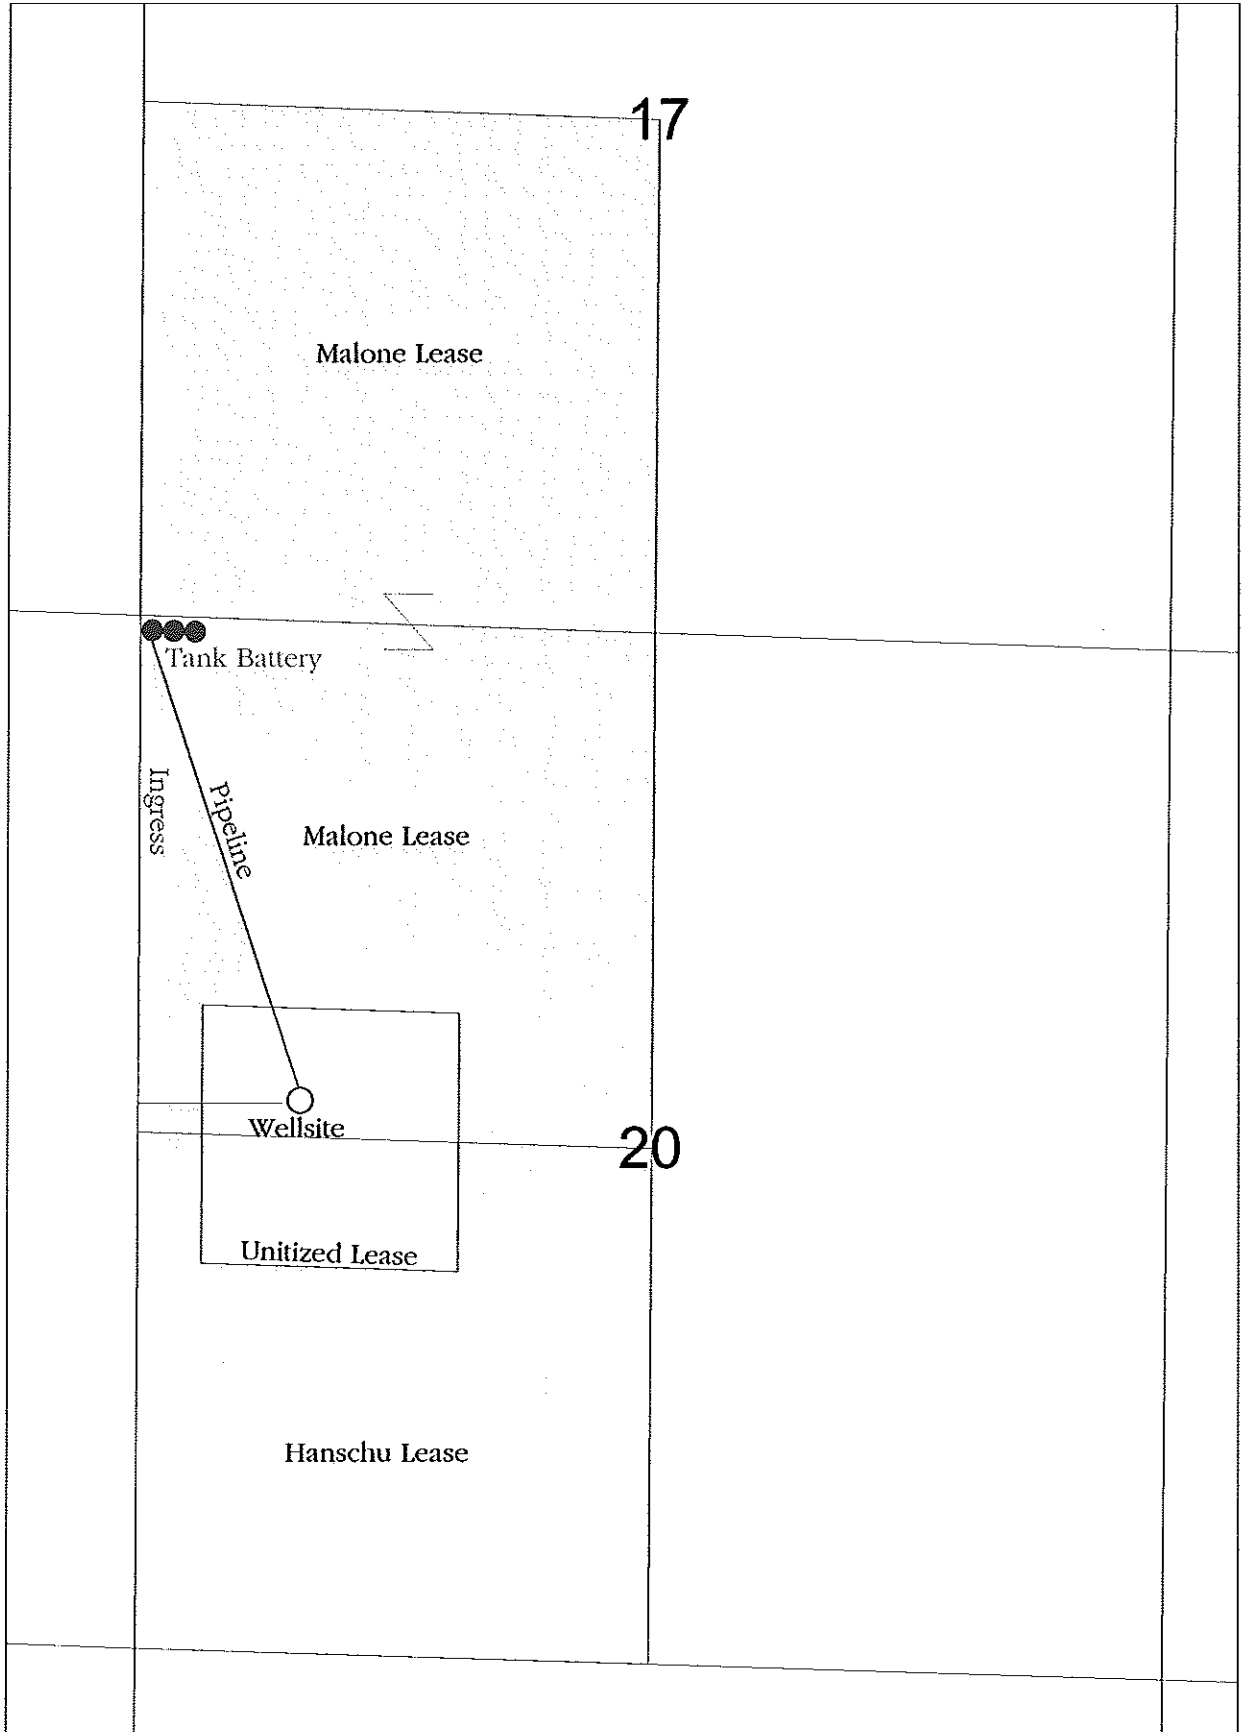 17
Malone Lease
Tank Battery
Ingress
Pipeline
Malone Lease
Wellsite
20
Unitized Lease
Hanschu Lease